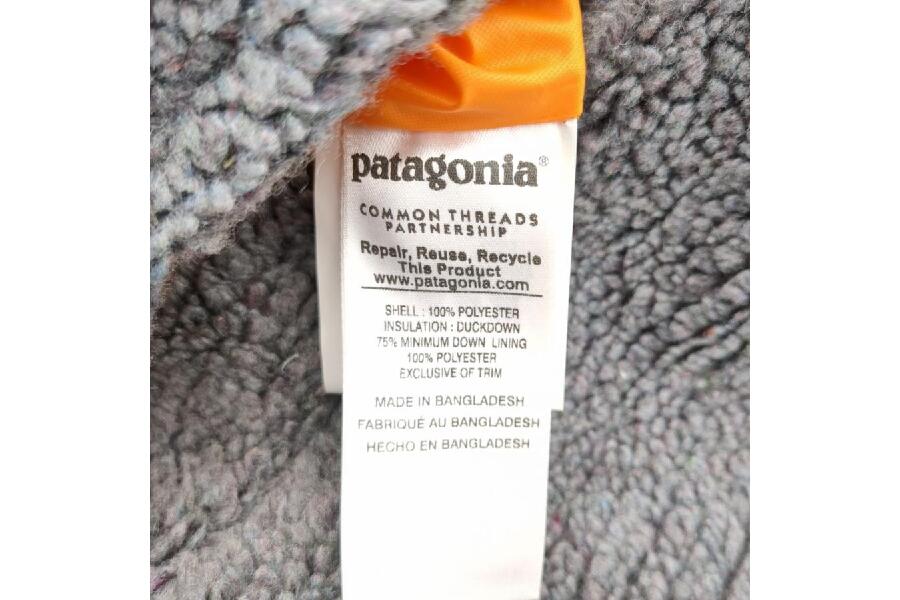 patagonia®
COMMON THREADS
PARTNERSHIP
Repair, Reuse, Recycle
This Product
www.patagonia.com
SHELL : 100% POLYESTER
INSULATION : DUCKDOWN
75% MINIMUM DOWN LINING
100% POLYESTER
EXCLUSIVE OF TRIM
MADE IN BANGLADESH
FABRIQUÉ AU BANGLADESH
HECHO EN BANGLADESH